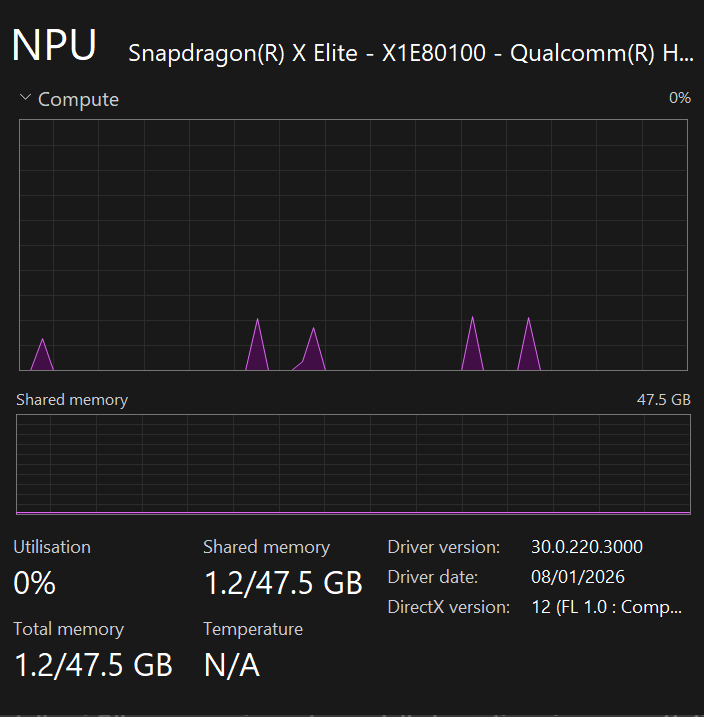 NPU
Snapdragon(R) X Elite - X1E80100 - Qualcomm(R) H...
Compute
0%
Shared memory
47.5 GB
Utilisation
0%
Shared memory
1.2/47.5 GB
Total memory
1.2/47.5 GB
Temperature
N/A
Driver version: 30.0.220.3000
Driver date: 08/01/2026
DirectX version: 12 (FL 1.0 : Comp...